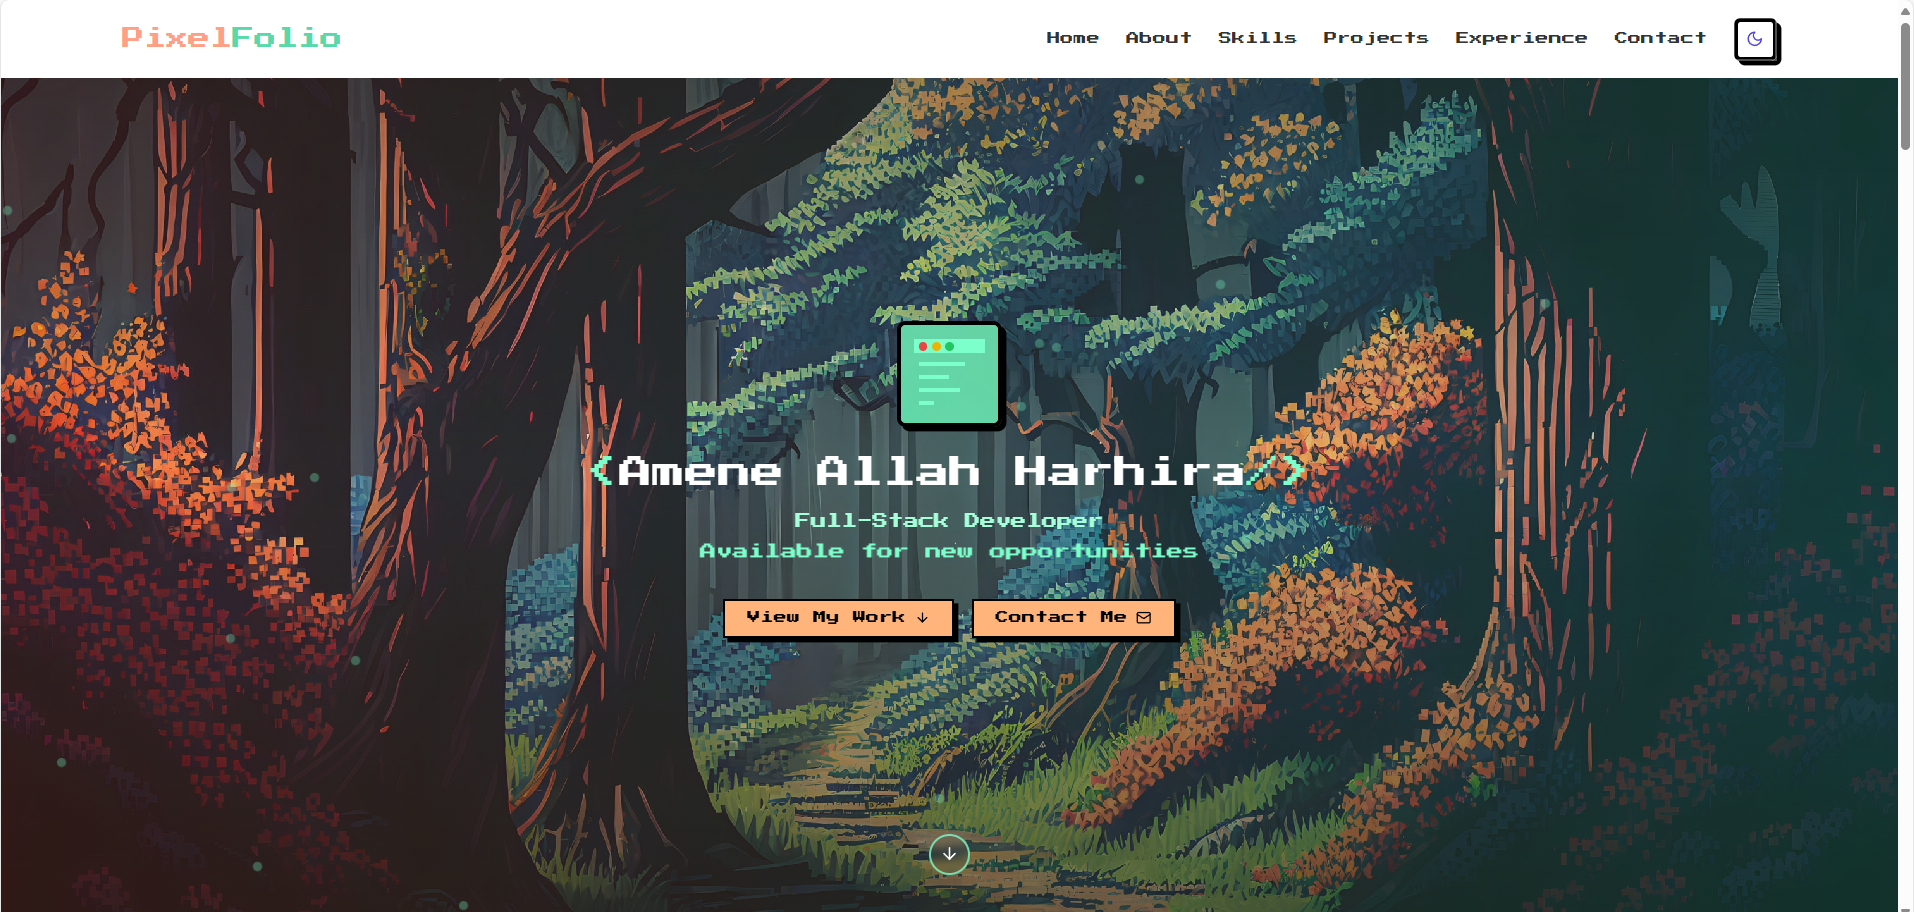 PixelFolio
Home About Skills Projects Experience Contact
<Amene Allah Harhira/>
Full-Stack Developer
Available for new opportunities
View My Work ↓ Contact Me